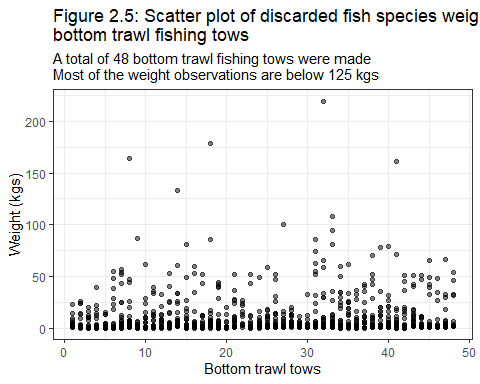 Figure 2.5: Scatter plot of discarded fish species weig
bottom trawl fishing tows
A total of 48 bottom trawl fishing tows were made
Most of the weight observations are below 125 kgs
Weight (kgs)
200
150
100
50
0
0 10 20 30 40 50
Bottom trawl tows